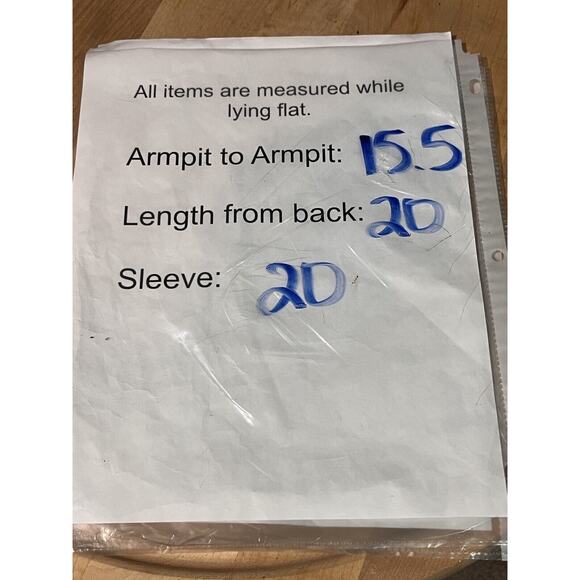 All items are measured while
lying flat.
Armpit to Armpit: 15.5
Length from back: 20
Sleeve: 20